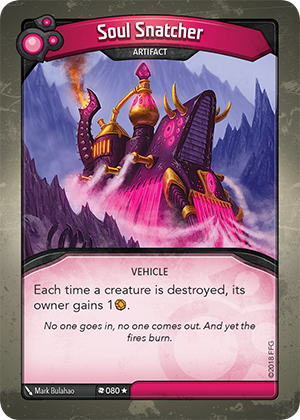 Soul Snatcher
ARTIFACT
VEHICLE
Each time a creature is destroyed, its
owner gains 1.
No one goes in, no one comes out. And yet the
fires burn.
Mark Bulahao
080
©2018 FFG